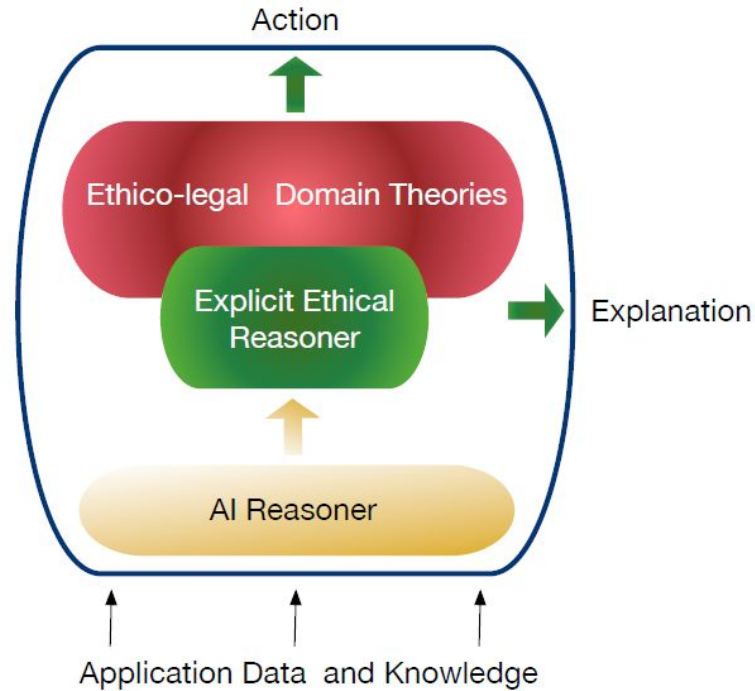 Action
Ethico-legal Domain Theories
Explicit Ethical
Reasoner
Explanation
AI Reasoner
Application Data and Knowledge